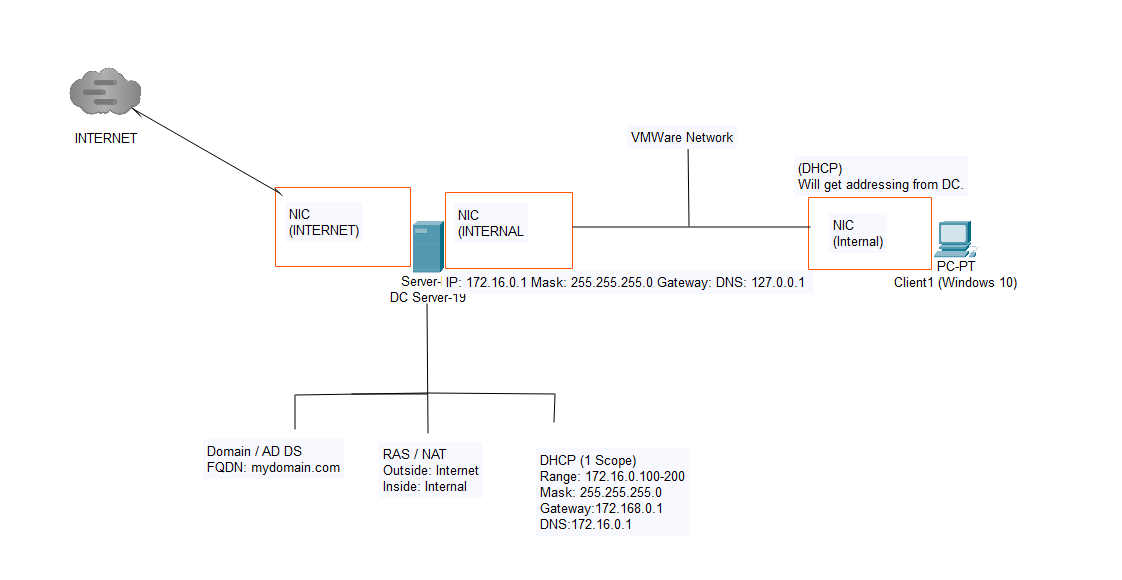 INTERNET
VMWare Network
(DHCP)
Will get addressing from DC.
NIC
(INTERNET)
NIC
(INTERNAL
NIC
(Internal)
PC-PT
Client1 (Windows 10)
Server-
IP: 172.16.0.1 Mask: 255.255.255.0 Gateway: DNS: 127.0.0.1
DC Server-19
Domain / AD DS
FQDN: mydomain.com
RAS / NAT
Outside: Internet
Inside: Internal
DHCP (1 Scope)
Range: 172.16.0.100-200
Mask: 255.255.255.0
Gateway:172.168.0.1
DNS:172.16.0.1